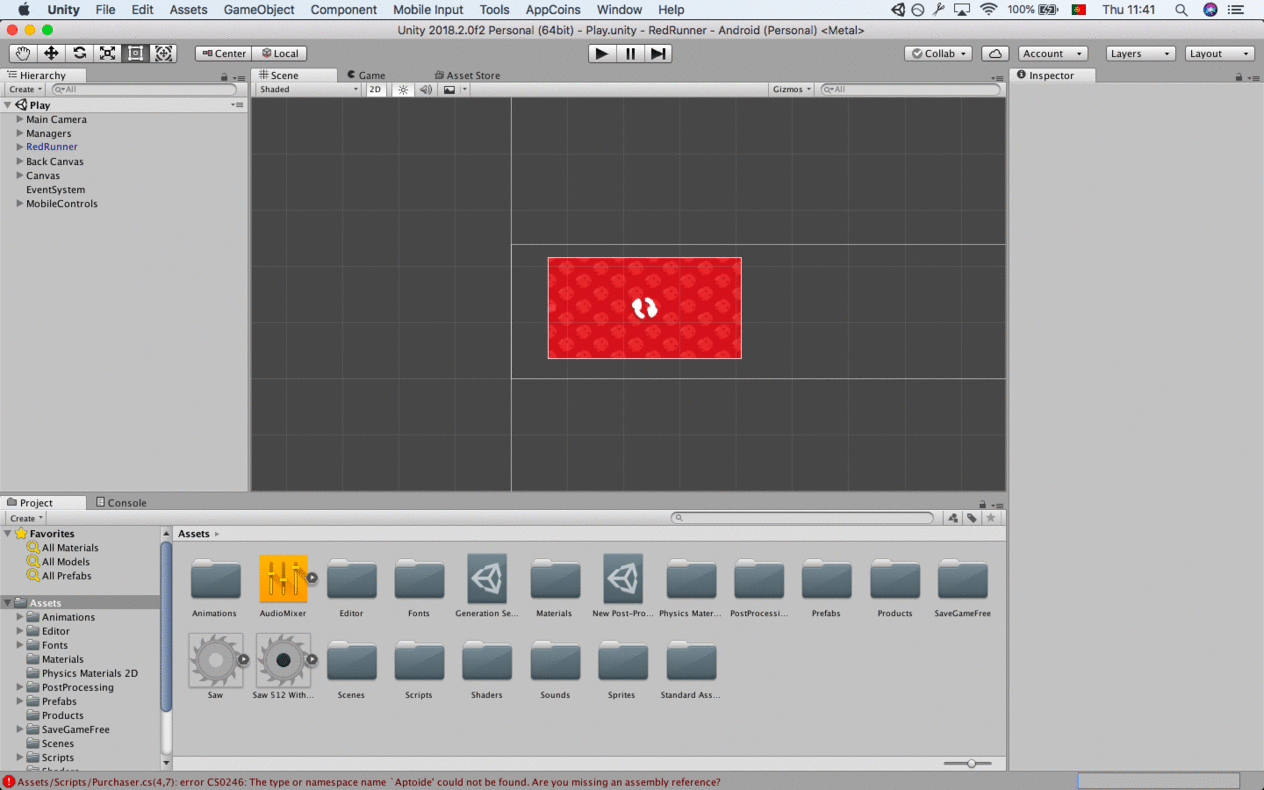 Unity File Edit Assets GameObject Component Mobile Input Tools AppCoins Window Help 100% Thu 11:41
Unity 2018.2.0f2 Personal (64bit) - Play.unity - RedRunner - Android (Personal) <Metal>
Center Local Collab Account Layers Layout
Hierarchy Scene Game Asset Store Inspector
Create All Shaded 2D Gizmos All
Play
Main Camera
Managers
RedRunner
Back Canvas
Canvas
EventSystem
MobileControls
Project Console
Create
Favorites
All Materials
All Models
All Prefabs
Assets
Animations
Editor
Fonts
Materials
Physics Materials 2D
PostProcessing
Prefabs
Products
SaveGameFree
Scenes
Scripts
Assets
Animations AudioMixer Editor Fonts Generation Se... Materials New Post-Pro... Physics Mater... PostProcessi... Prefabs Products SaveGameFree
Saw Saw 512 With... Scenes Scripts Shaders Sounds Sprites Standard Ass...
Assets/Scripts/Purchaser.cs(4,7): error CS0246: The type or namespace name `Aptoide' could not be found. Are you missing an assembly reference?